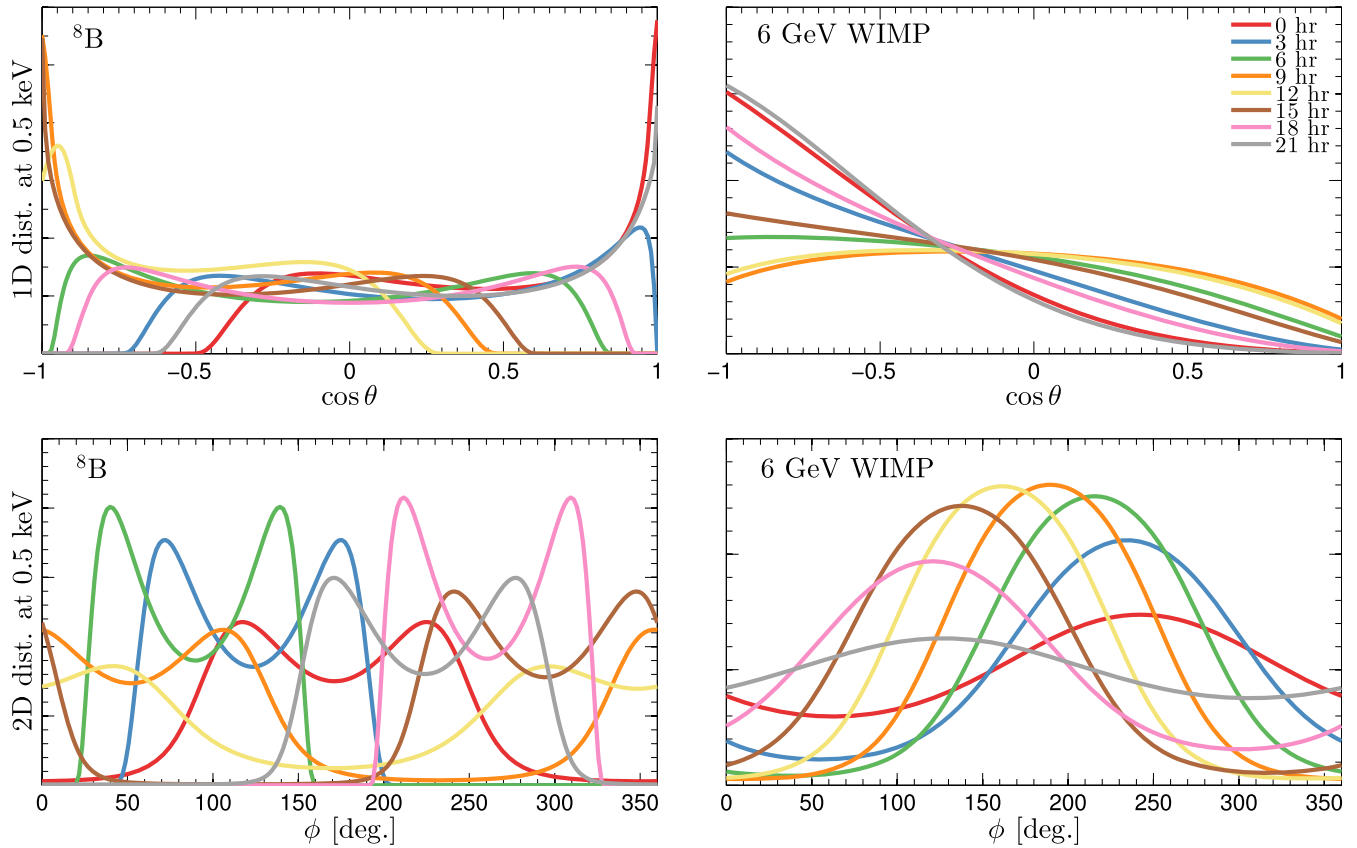 ⁸B
1D dist. at 0.5 keV
−1 −0.5 0 0.5 1
cos θ
6 GeV WIMP
0 hr
3 hr
6 hr
9 hr
12 hr
15 hr
18 hr
21 hr
−1 −0.5 0 0.5 1
cos θ
⁸B
2D dist. at 0.5 keV
0 50 100 150 200 250 300 350
ϕ [deg.]
6 GeV WIMP
0 50 100 150 200 250 300 350
ϕ [deg.]